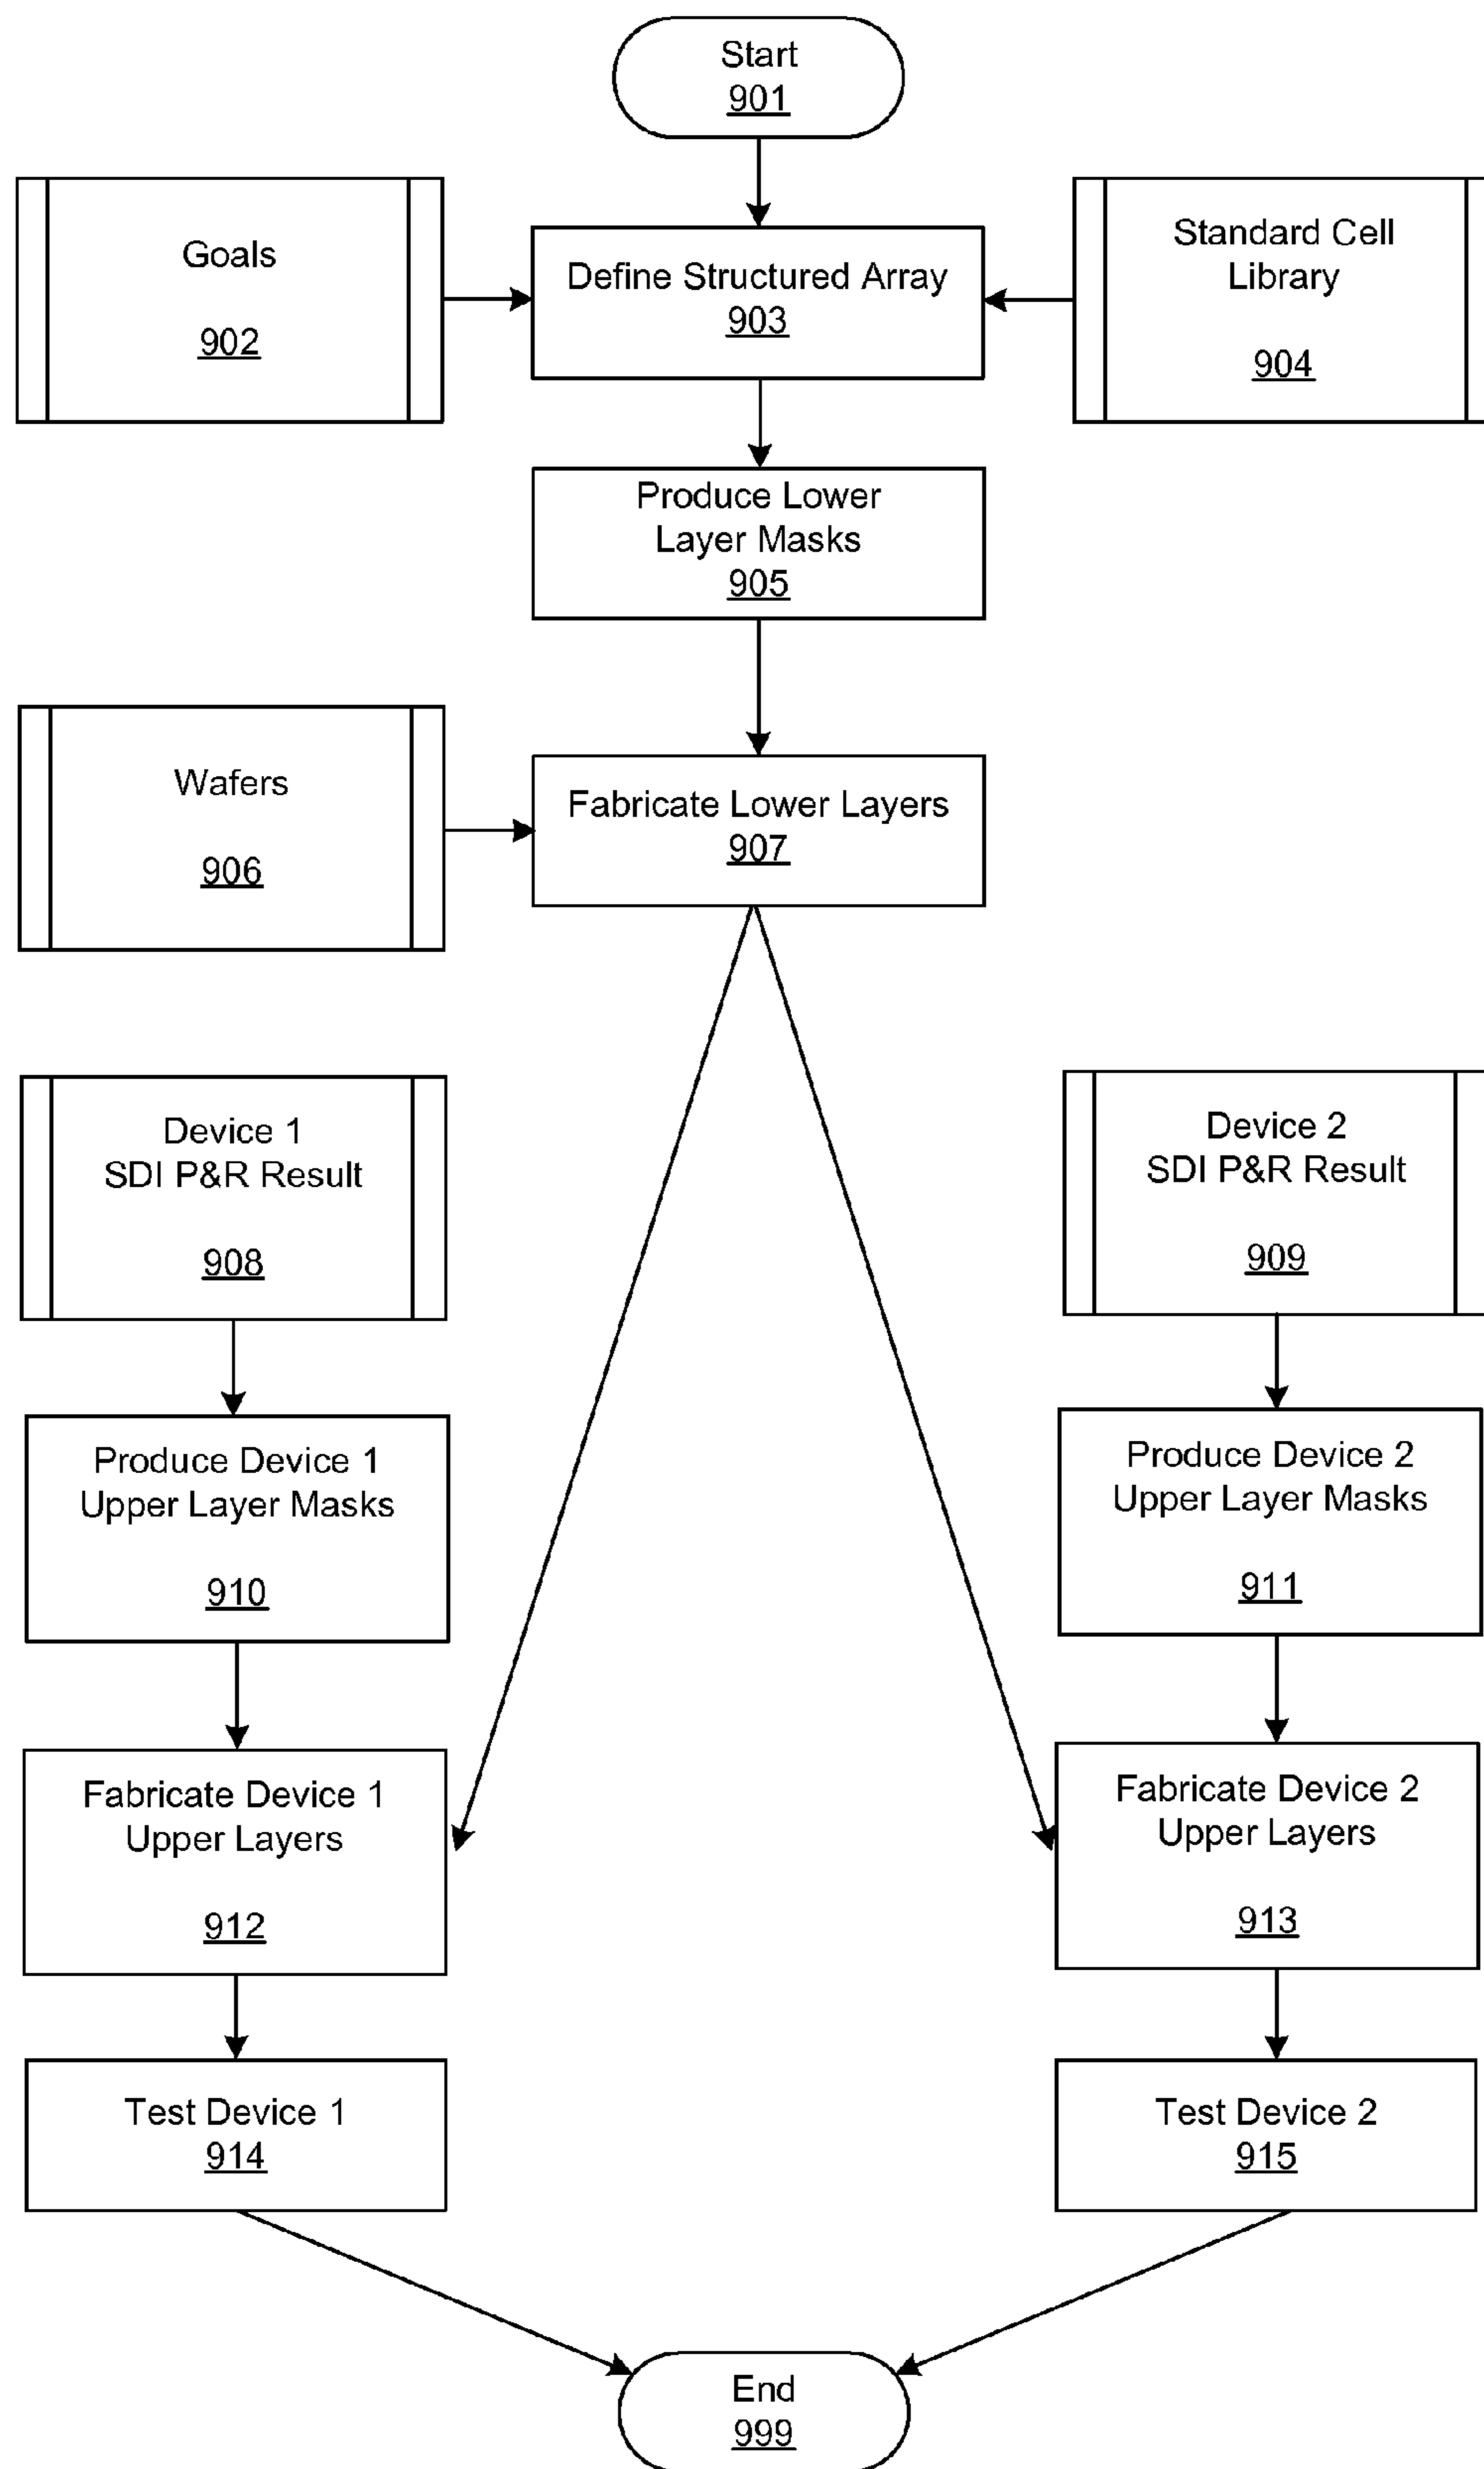 Start
901
Goals
902
Define Structured Array
903
Standard Cell
Library
904
Produce Lower
Layer Masks
905
Wafers
906
Fabricate Lower Layers
907
Device 1
SDI P&R Result
908
Device 2
SDI P&R Result
909
Produce Device 1
Upper Layer Masks
910
Produce Device 2
Upper Layer Masks
911
Fabricate Device 1
Upper Layers
912
Fabricate Device 2
Upper Layers
913
Test Device 1
914
Test Device 2
915
End
999